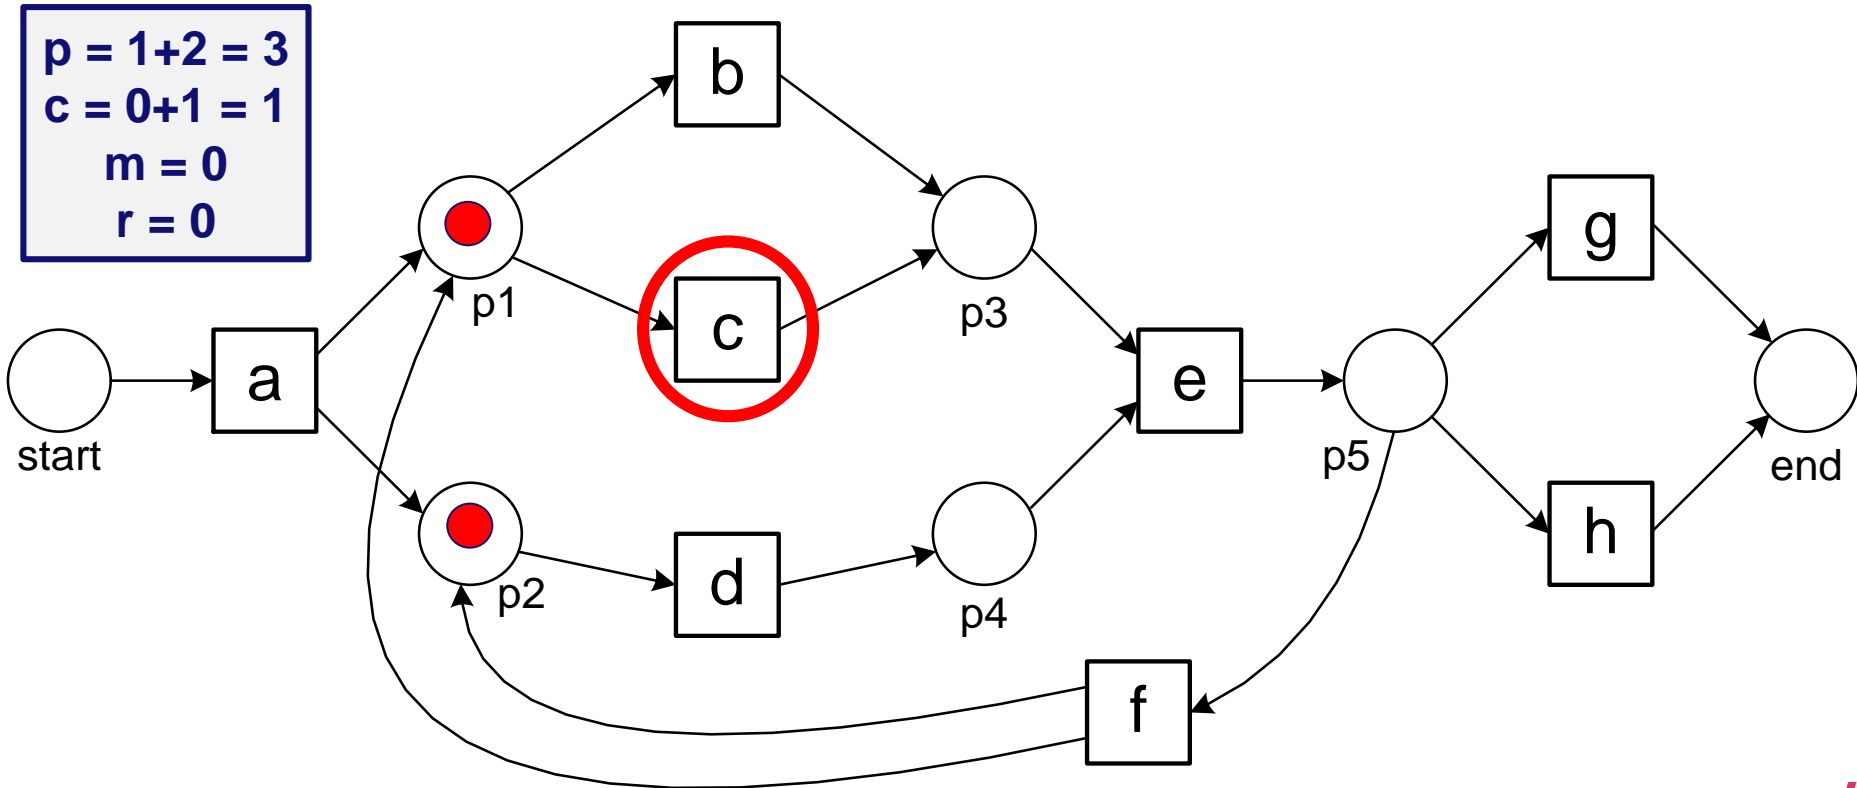 p = 1+2 = 3
c = 0+1 = 1
m = 0
r = 0
b
g
p1
c
p3
a
e
start
p5
end
p2
d
p4
h
f